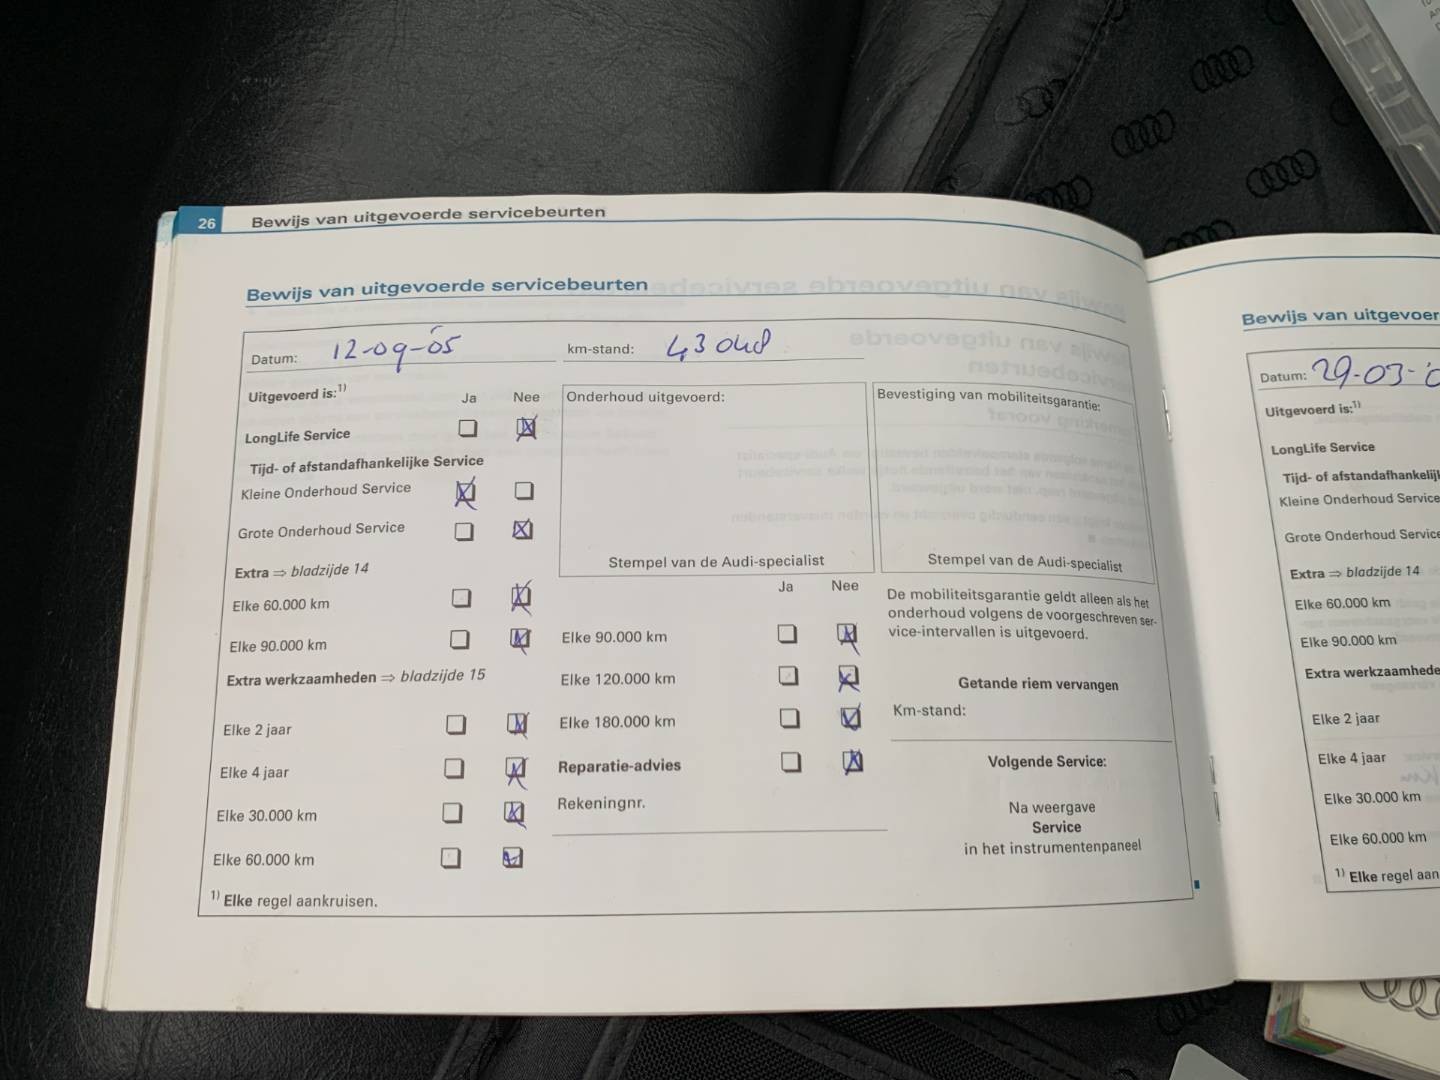 26 Bewijs van uitgevoerde servicebeurten
Bewijs van uitgevoerde servicebeurten
Datum: 12-09-05 km-stand: 43
Uitgevoerd is:1) Ja Nee
LongLife Service
Tijd- of afstandafhankelijke Service
Kleine Onderhoud Service
Grote Onderhoud Service
Extra ⇒ bladzijde 14
Elke 60.000 km
Elke 90.000 km
Extra werkzaamheden ⇒ bladzijde 15
Elke 2 jaar
Elke 4 jaar
Elke 30.000 km
Elke 60.000 km
1) Elke regel aankruisen.
Onderhoud uitgevoerd:
Stempel van de Audi-specialist
Ja Nee
Elke 90.000 km
Elke 120.000 km
Elke 180.000 km
Reparatie-advies
Rekeningnr.
Bevestiging van mobiliteitsgarantie:
Stempel van de Audi-specialist
De mobiliteitsgarantie geldt alleen als het
onderhoud volgens de voorgeschreven ser-
vice-intervallen is uitgevoerd.
Getande riem vervangen
Km-stand:
Volgende Service:
Na weergave
Service
in het instrumentenpaneel
Bewijs van uitgevoer
Datum: 29-03-
Uitgevoerd is:1)
LongLife Service
Tijd- of afstandafhankelij
Kleine Onderhoud Service
Grote Onderhoud Service
Extra ⇒ bladzijde 14
Elke 60.000 km
Elke 90.000 km
Extra werkzaamhede
Elke 2 jaar
Elke 4 jaar
Elke 30.000 km
Elke 60.000 km
1) Elke regel aan